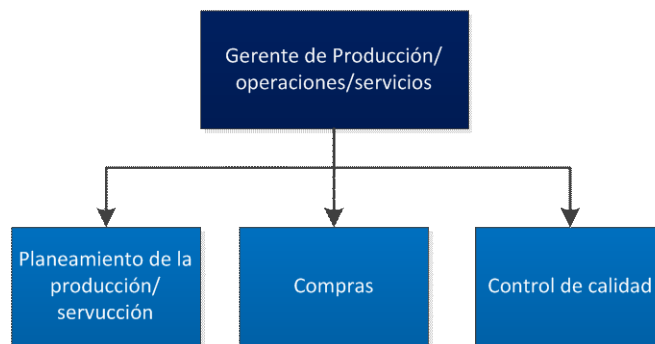 Gerente de Producción/
operaciones/servicios
Planeamiento de la
producción/
servucción
Compras
Control de calidad